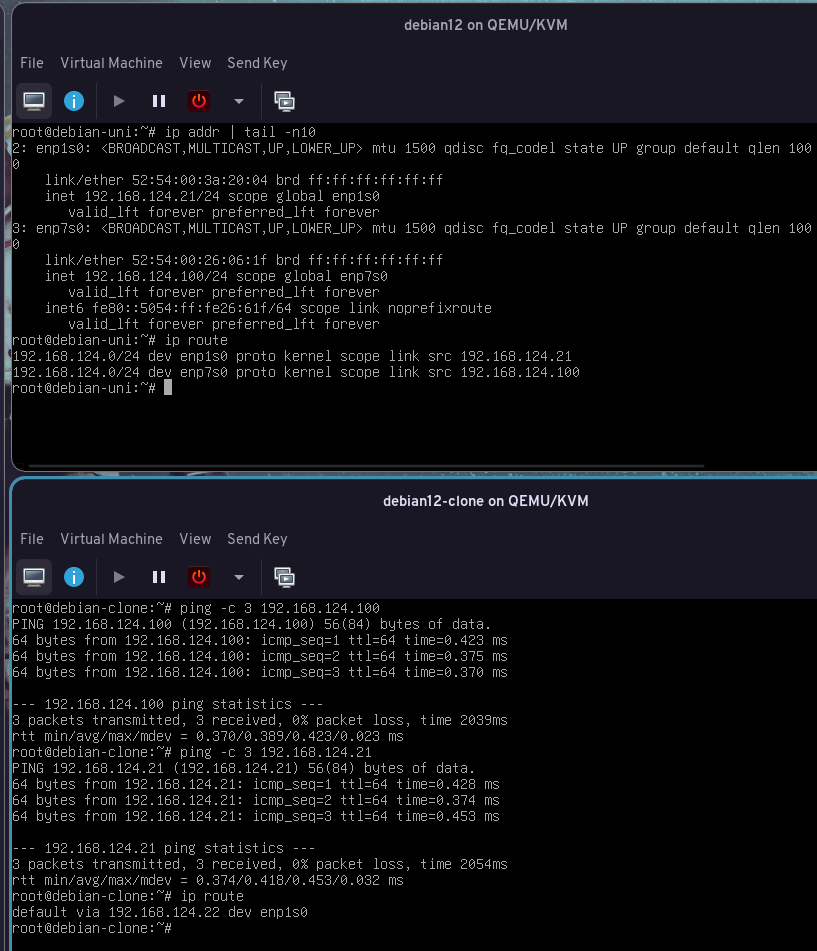 debian12 on QEMU/KVM
File Virtual Machine View Send Key
root@debian-uni:~# ip addr | tail -n10
2: enp1s0: <BROADCAST,MULTICAST,UP,LOWER_UP> mtu 1500 qdisc fq_codel state UP group default qlen 100
0
    link/ether 52:54:00:3a:20:04 brd ff:ff:ff:ff:ff:ff
    inet 192.168.124.21/24 scope global enp1s0
       valid_lft forever preferred_lft forever
3: enp7s0: <BROADCAST,MULTICAST,UP,LOWER_UP> mtu 1500 qdisc fq_codel state UP group default qlen 100
0
    link/ether 52:54:00:26:06:1f brd ff:ff:ff:ff:ff:ff
    inet 192.168.124.100/24 scope global enp7s0
       valid_lft forever preferred_lft forever
    inet6 fe80::5054:ff:fe26:61f/64 scope link noprefixroute
       valid_lft forever preferred_lft forever
root@debian-uni:~# ip route
192.168.124.0/24 dev enp1s0 proto kernel scope link src 192.168.124.21
192.168.124.0/24 dev enp7s0 proto kernel scope link src 192.168.124.100
root@debian-uni:~#
debian12-clone on QEMU/KVM
File Virtual Machine View Send Key
root@debian-clone:~# ping -c 3 192.168.124.100
PING 192.168.124.100 (192.168.124.100) 56(84) bytes of data.
64 bytes from 192.168.124.100: icmp_seq=1 ttl=64 time=0.423 ms
64 bytes from 192.168.124.100: icmp_seq=2 ttl=64 time=0.375 ms
64 bytes from 192.168.124.100: icmp_seq=3 ttl=64 time=0.370 ms
--- 192.168.124.100 ping statistics ---
3 packets transmitted, 3 received, 0% packet loss, time 2039ms
rtt min/avg/max/mdev = 0.370/0.389/0.423/0.023 ms
root@debian-clone:~# ping -c 3 192.168.124.21
PING 192.168.124.21 (192.168.124.21) 56(84) bytes of data.
64 bytes from 192.168.124.21: icmp_seq=1 ttl=64 time=0.428 ms
64 bytes from 192.168.124.21: icmp_seq=2 ttl=64 time=0.374 ms
64 bytes from 192.168.124.21: icmp_seq=3 ttl=64 time=0.453 ms
--- 192.168.124.21 ping statistics ---
3 packets transmitted, 3 received, 0% packet loss, time 2054ms
rtt min/avg/max/mdev = 0.374/0.418/0.453/0.032 ms
root@debian-clone:~# ip route
default via 192.168.124.22 dev enp1s0
root@debian-clone:~#